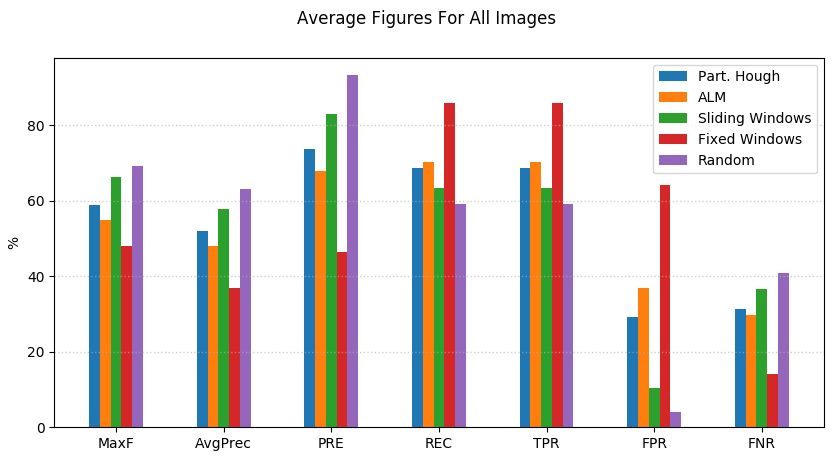 Average Figures For All Images
Part. Hough
ALM
Sliding Windows
Fixed Windows
Random
%
80
60
40
20
0
MaxF AvgPrec PRE REC TPR FPR FNR